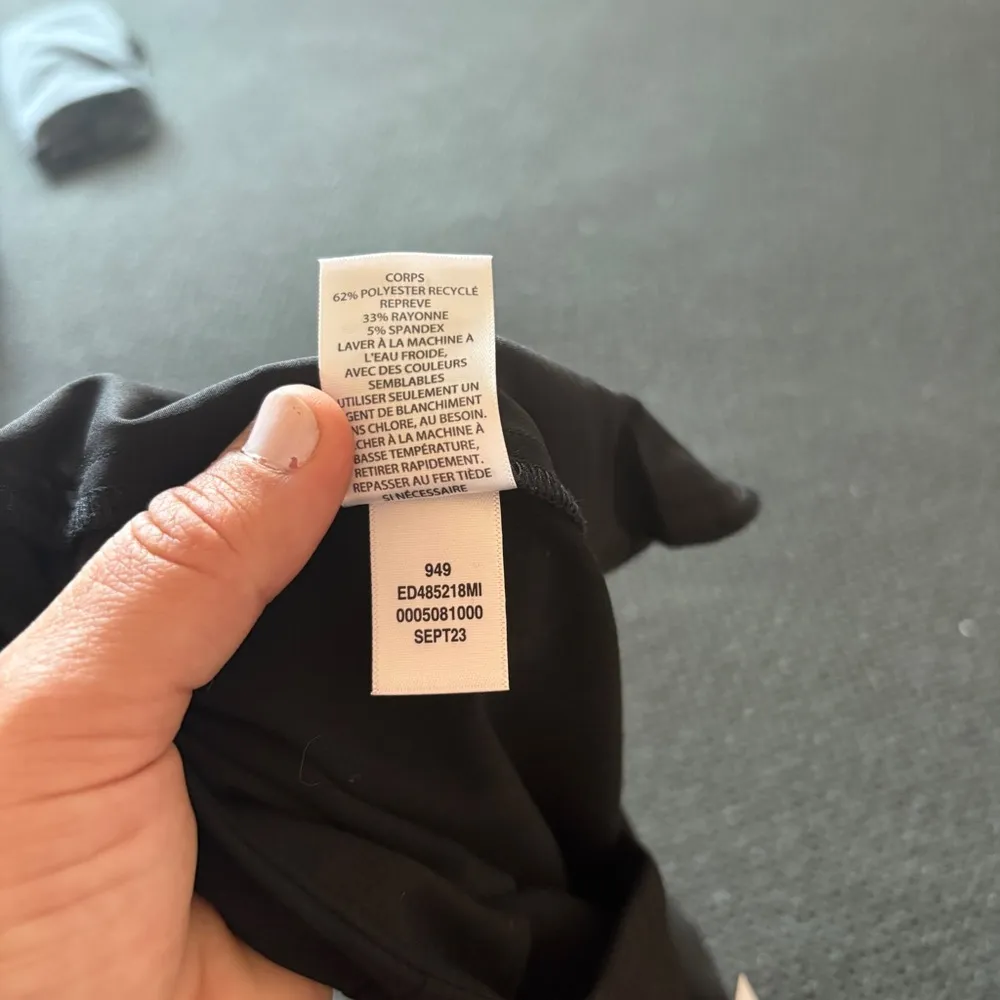 CORPS
62% POLYESTER RECYCLÉ
REPREVE
33% RAYONNE
5% SPANDEX
LAVER À LA MACHINE À
L'EAU FROIDE,
AVEC DES COULEURS
SEMBLABLES
UTILISER SEULEMENT UN
GENT DE BLANCHIMENT
NS CHLORE, AU BESOIN.
CHER À LA MACHINE À
BASSE TEMPÉRATURE,
RETIRER RAPIDEMENT.
REPASSER AU FER TIÈDE
SI NÉCESSAIRE
949
ED485218MI
0005081000
SEPT23